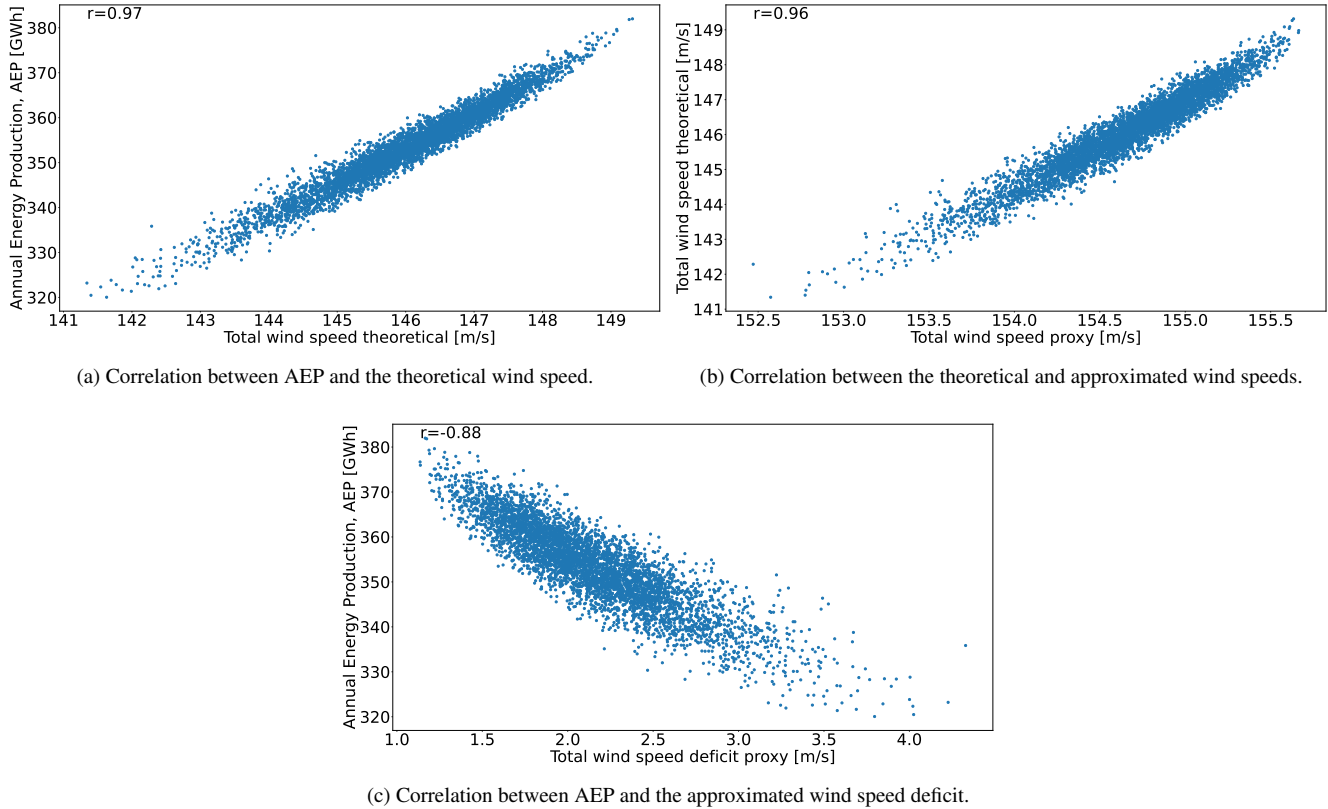 r=0.97
Annual Energy Production, AEP [GWh]
380
370
360
350
340
330
320
141 142 143 144 145 146 147 148 149
Total wind speed theoretical [m/s]
(a) Correlation between AEP and the theoretical wind speed.
r=0.96
Total wind speed theoretical [m/s]
149
148
147
146
145
144
143
142
141
152.5 153.0 153.5 154.0 154.5 155.0 155.5
Total wind speed proxy [m/s]
(b) Correlation between the theoretical and approximated wind speeds.
r=-0.88
Annual Energy Production, AEP [GWh]
380
370
360
350
340
330
320
1.0 1.5 2.0 2.5 3.0 3.5 4.0
Total wind speed deficit proxy [m/s]
(c) Correlation between AEP and the approximated wind speed deficit.